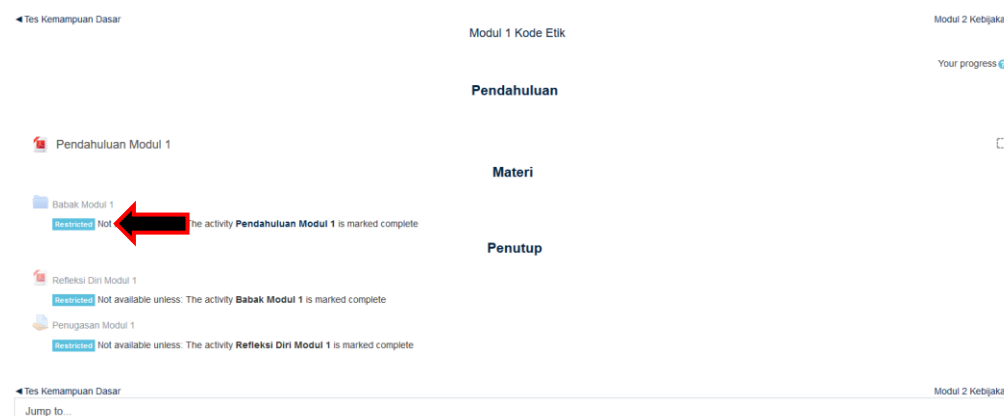 ◄ Tes Kemampuan Dasar
Modul 2 Kebijaka
Modul 1 Kode Etik
Your progress
Pendahuluan
Pendahuluan Modul 1
Materi
Babak Modul 1
Restricted Not The activity Pendahuluan Modul 1 is marked complete
Penutup
Refleksi Diri Modul 1
Restricted Not available unless: The activity Babak Modul 1 is marked complete
Penugasan Modul 1
Restricted Not available unless: The activity Refleksi Diri Modul 1 is marked complete
◄ Tes Kemampuan Dasar
Modul 2 Kebijaka
Jump to...